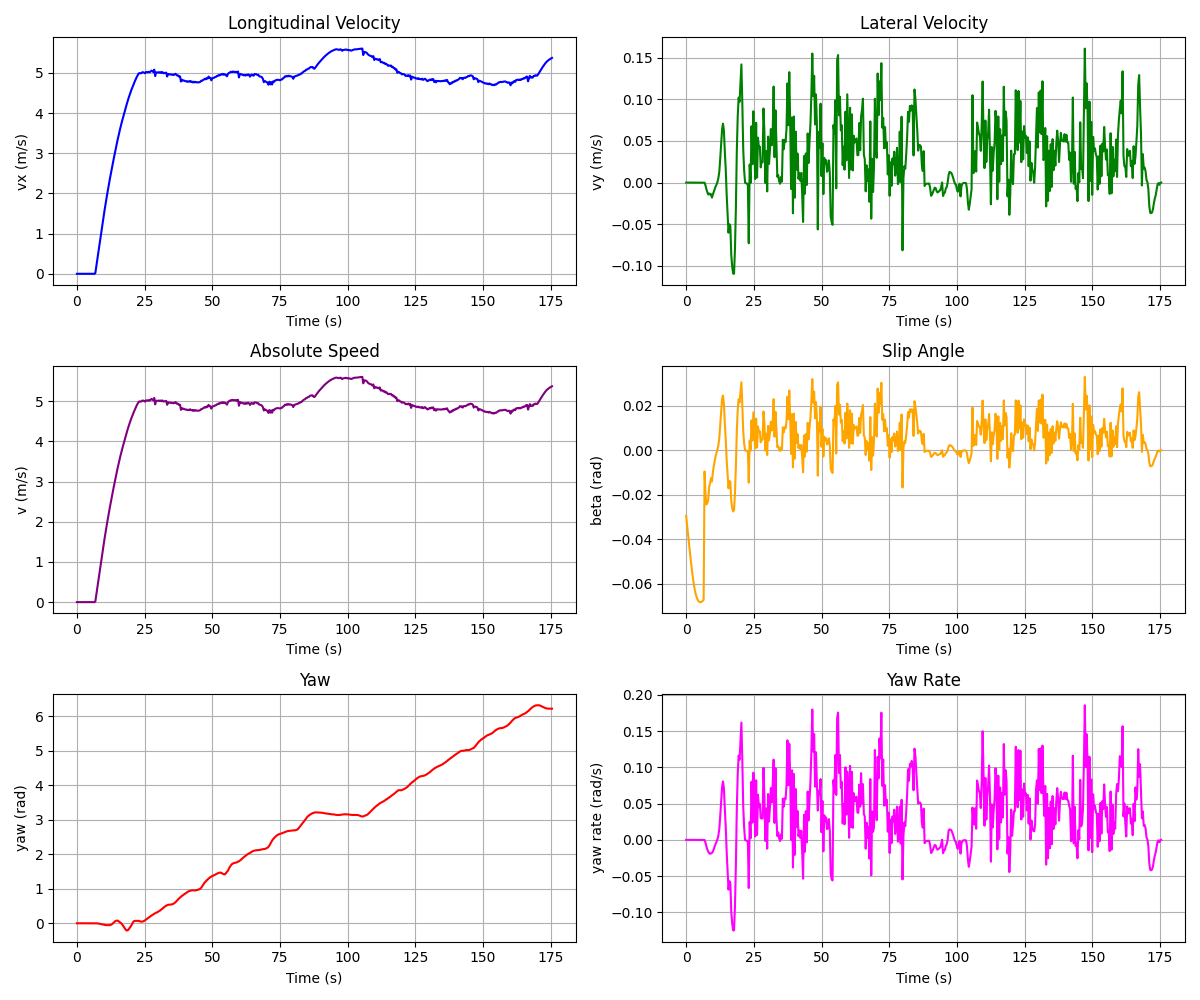 Longitudinal Velocity
vx (m/s)
5
4
3
2
1
0
0 25 50 75 100 125 150 175
Time (s)
Lateral Velocity
vy (m/s)
0.15
0.10
0.05
0.00
−0.05
−0.10
0 25 50 75 100 125 150 175
Time (s)
Absolute Speed
v (m/s)
5
4
3
2
1
0
0 25 50 75 100 125 150 175
Time (s)
Slip Angle
beta (rad)
0.02
0.00
−0.02
−0.04
−0.06
0 25 50 75 100 125 150 175
Time (s)
Yaw
yaw (rad)
6
5
4
3
2
1
0
0 25 50 75 100 125 150 175
Time (s)
Yaw Rate
yaw rate (rad/s)
0.20
0.15
0.10
0.05
0.00
−0.05
−0.10
0 25 50 75 100 125 150 175
Time (s)